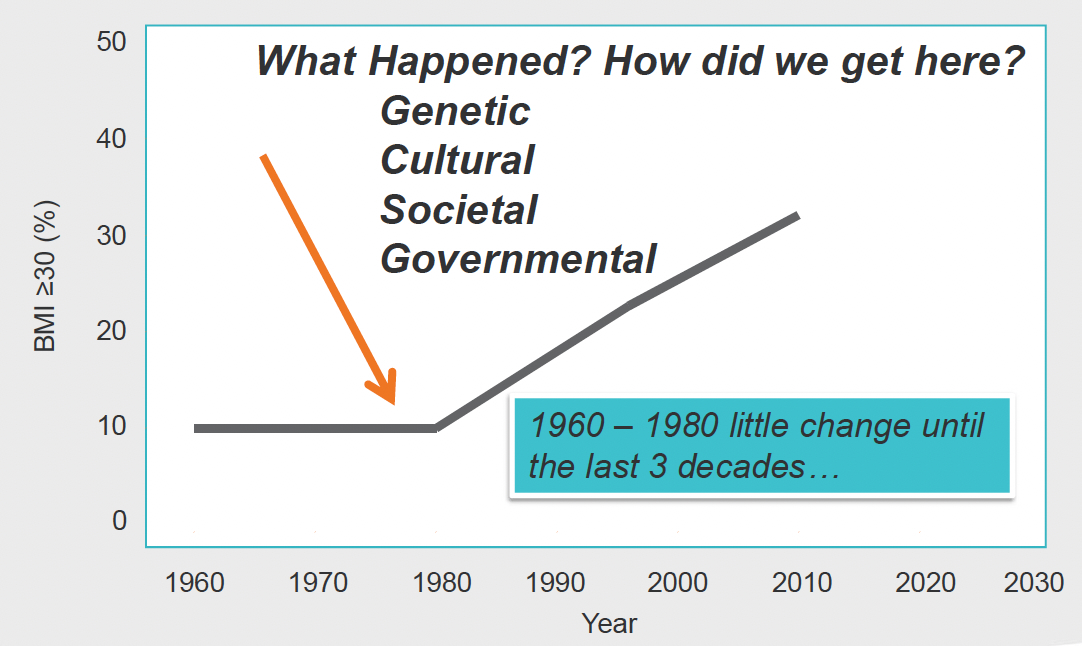 What Happened? How did we get here?
Genetic
Cultural
Societal
Governmental
50
40
30
20
10
0
BMI ≥30 (%)
1960 – 1980 little change until
the last 3 decades…
1960 1970 1980 1990 2000 2010 2020 2030
Year